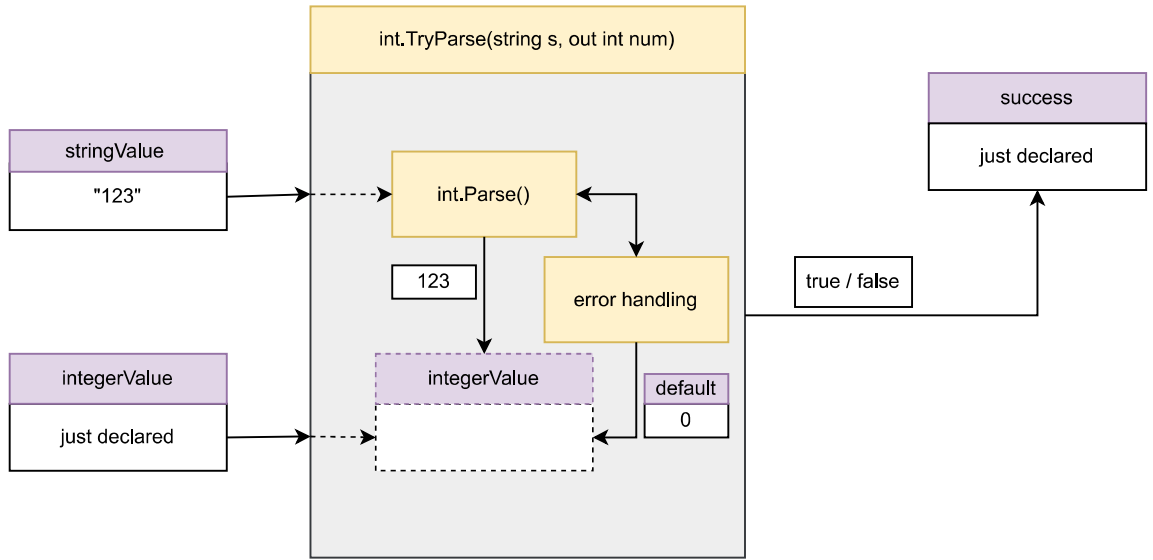 int.TryParse(string s, out int num)
stringValue
"123"
int.Parse()
success
just declared
123
error handling
true / false
integerValue
just declared
integerValue
default
0